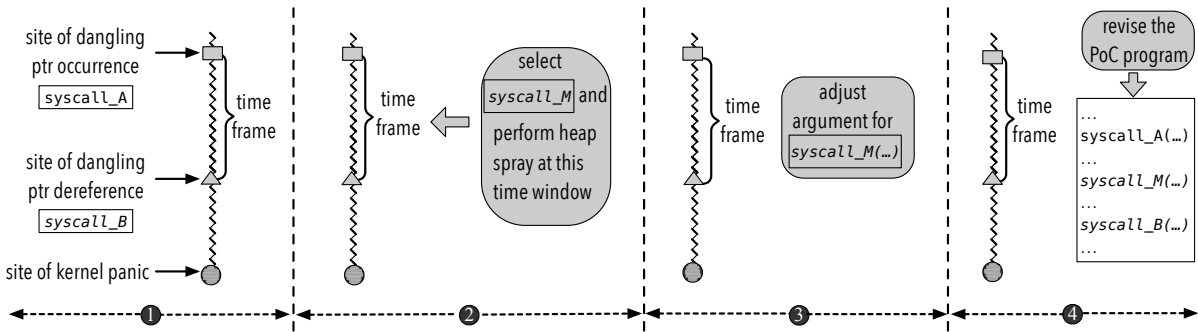 site of dangling
ptr occurrence
syscall_A
time
frame
site of dangling
ptr dereference
syscall_B
site of kernel panic
1
time
frame
select
syscall_M and
perform heap
spray at this
time window
2
time
frame
adjust
argument for
syscall_M(…)
3
time
frame
revise the
PoC program
…
syscall_A(…)
…
syscall_M(…)
…
syscall_B(…)
…
4